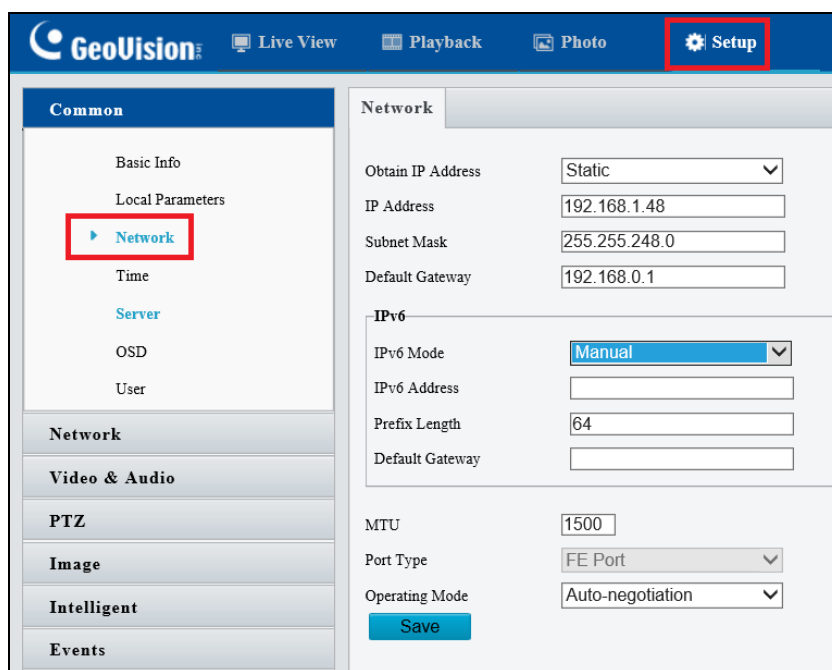 GeoVision Live View Playback Photo Setup
Common
Basic Info
Local Parameters
Network
Time
Server
OSD
User
Network
Video & Audio
PTZ
Image
Intelligent
Events
Network
Obtain IP Address Static
IP Address 192.168.1.48
Subnet Mask 255.255.248.0
Default Gateway 192.168.0.1
IPv6
IPv6 Mode Manual
IPv6 Address
Prefix Length 64
Default Gateway
MTU 1500
Port Type FE Port
Operating Mode Auto-negotiation
Save